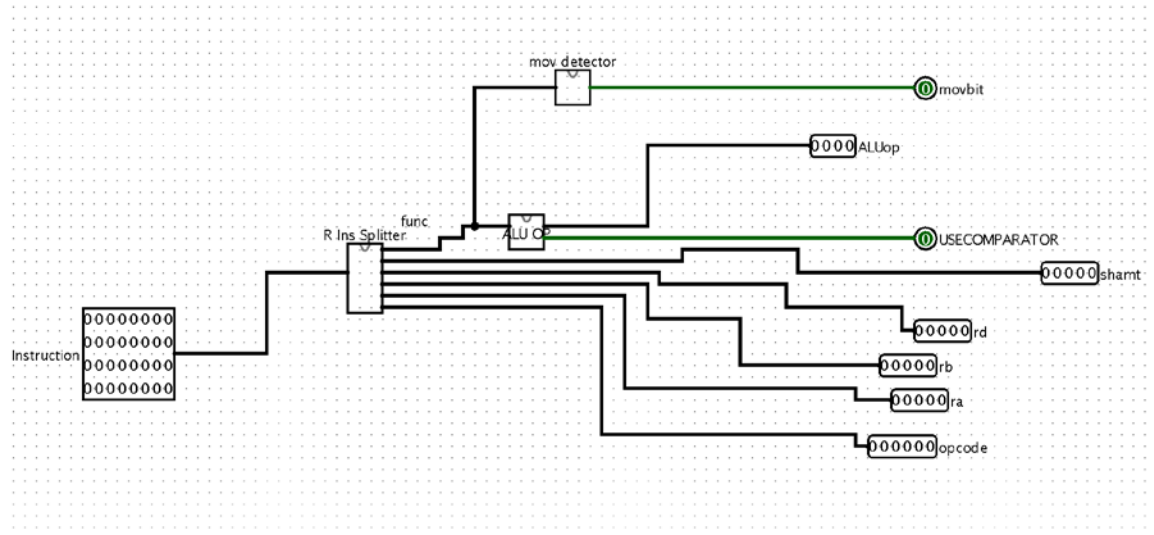 mov detector
0 movbit
0000 ALUop
func
R Ins Splitter
ALU OP
0 USECOMPARATOR
00000 shamt
00000000
00000000
00000000
00000000
Instruction
00000 rd
00000 rb
00000 ra
000000 opcode